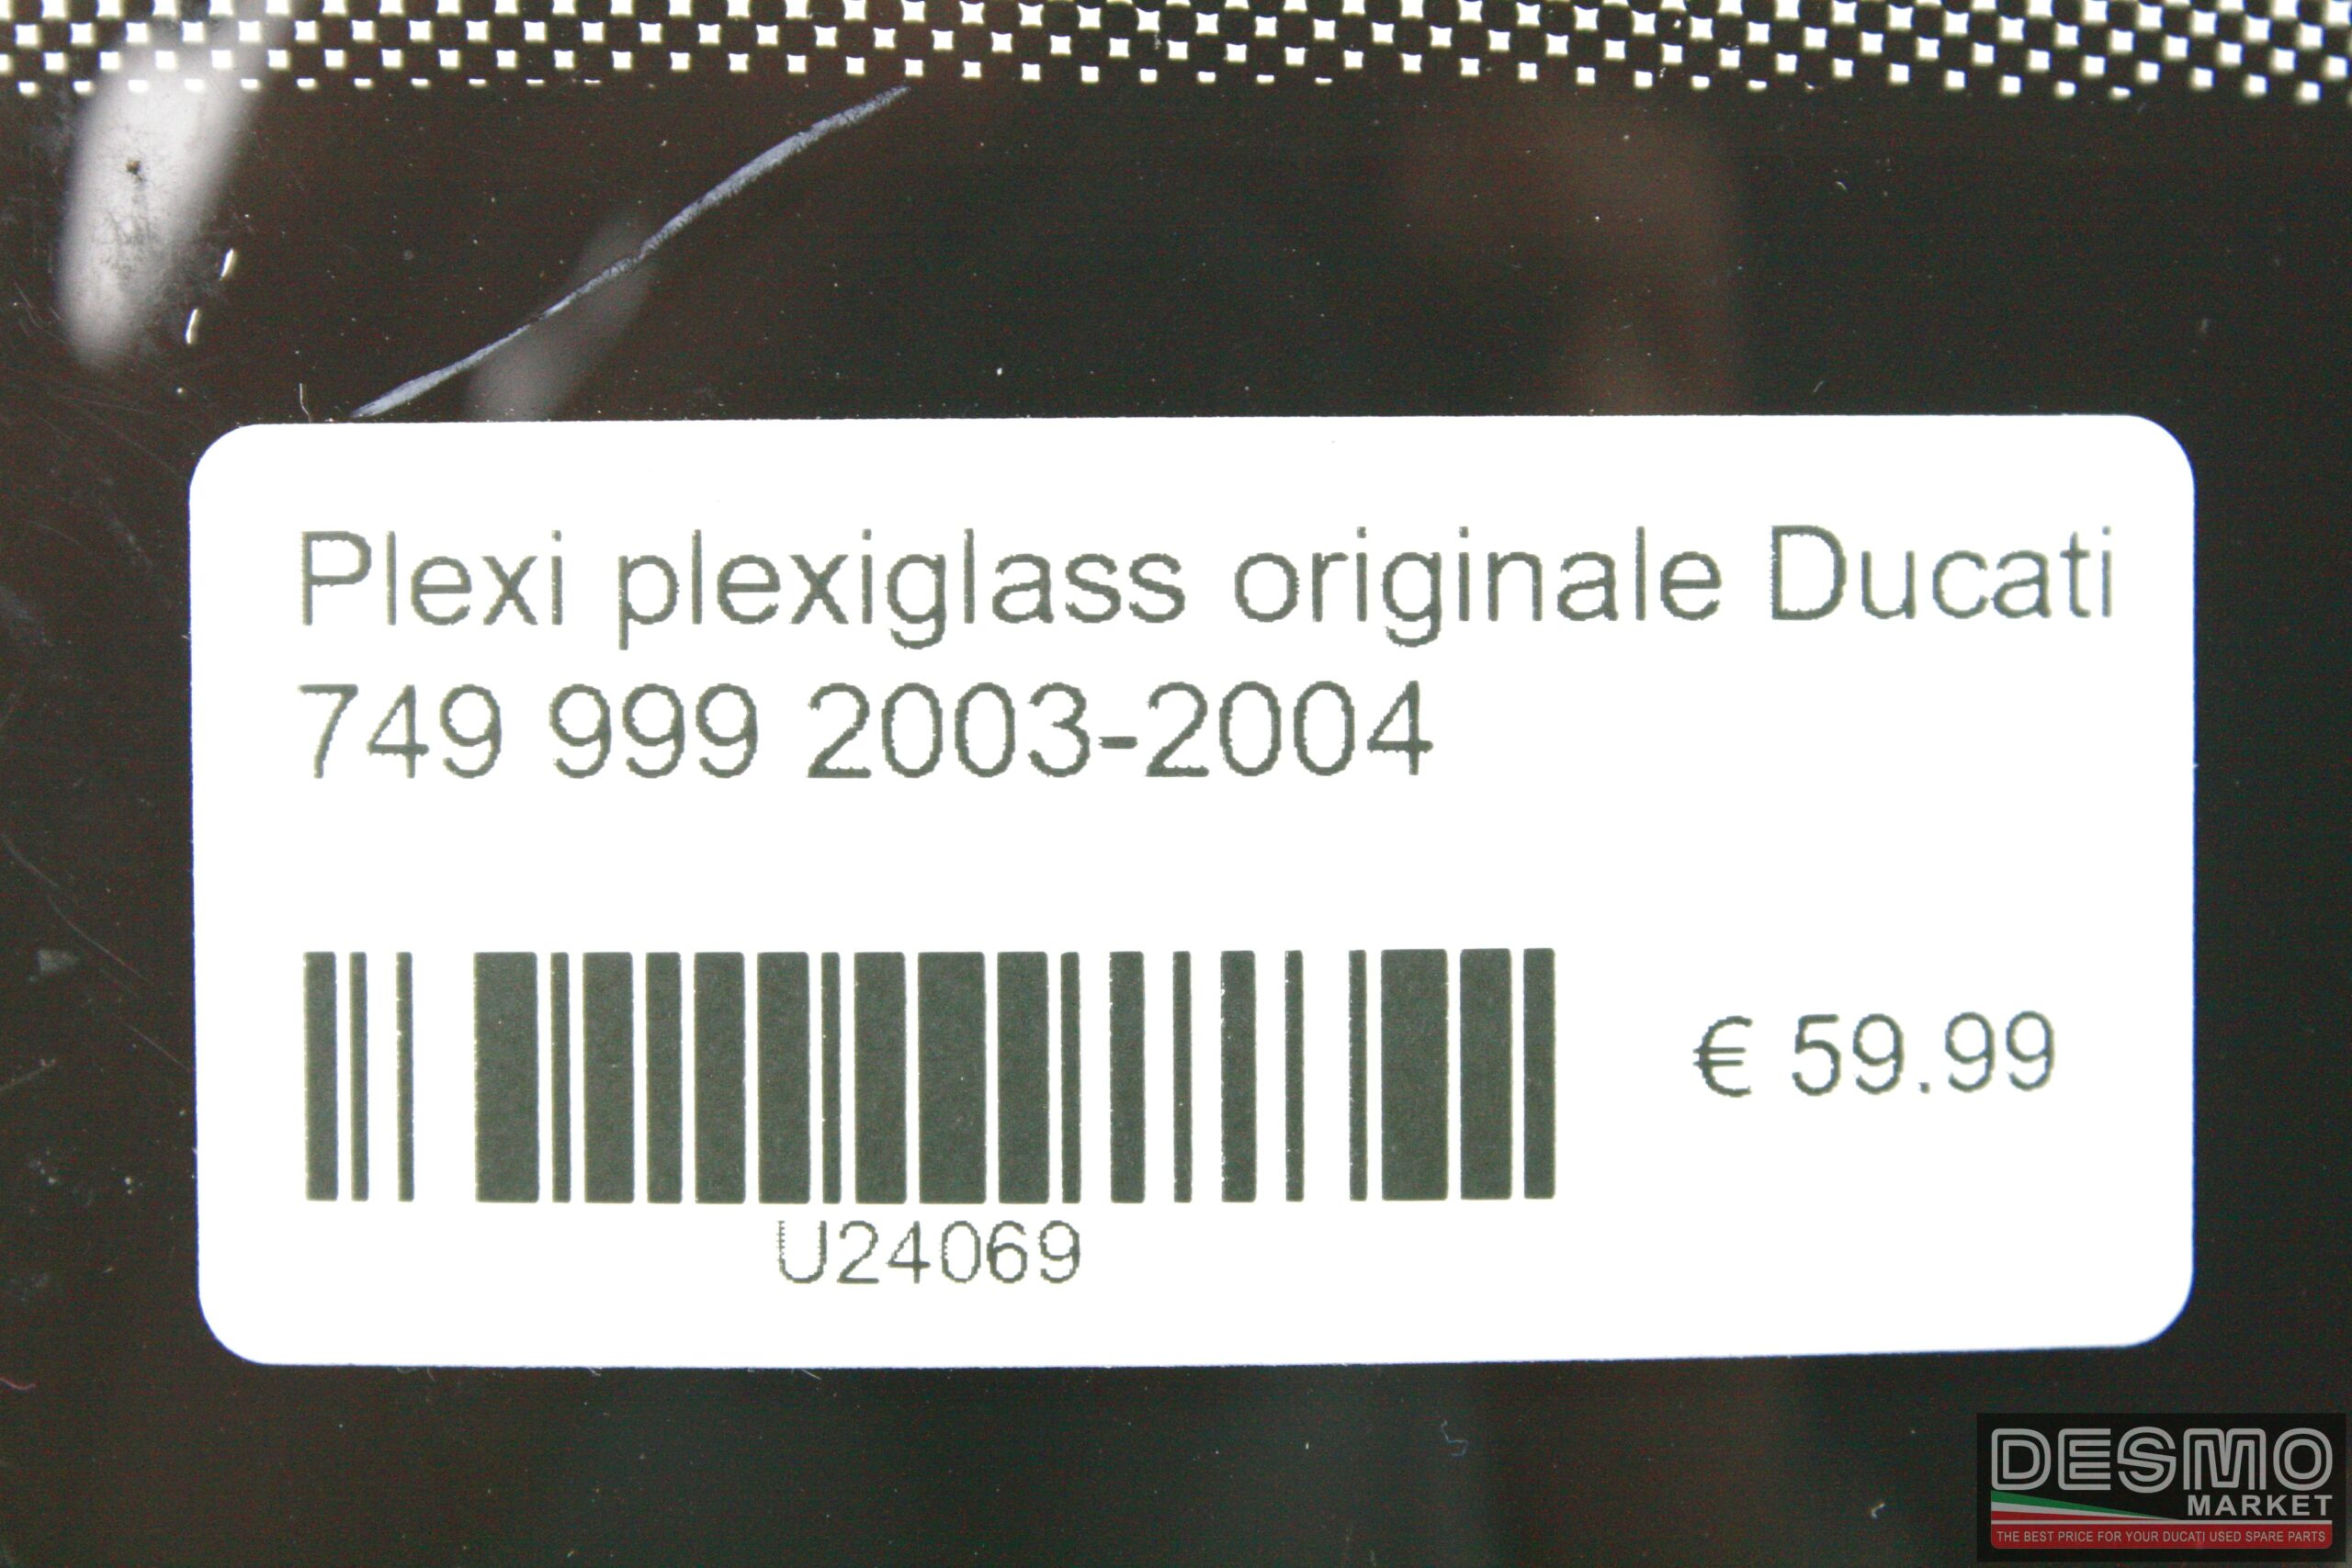 Plexi plexiglass originale Ducati
749 999 2003-2004
€ 59.99
U24069
DESMO
MARKET
THE BEST PRICE FOR YOUR DUCATI USED SPARE PARTS